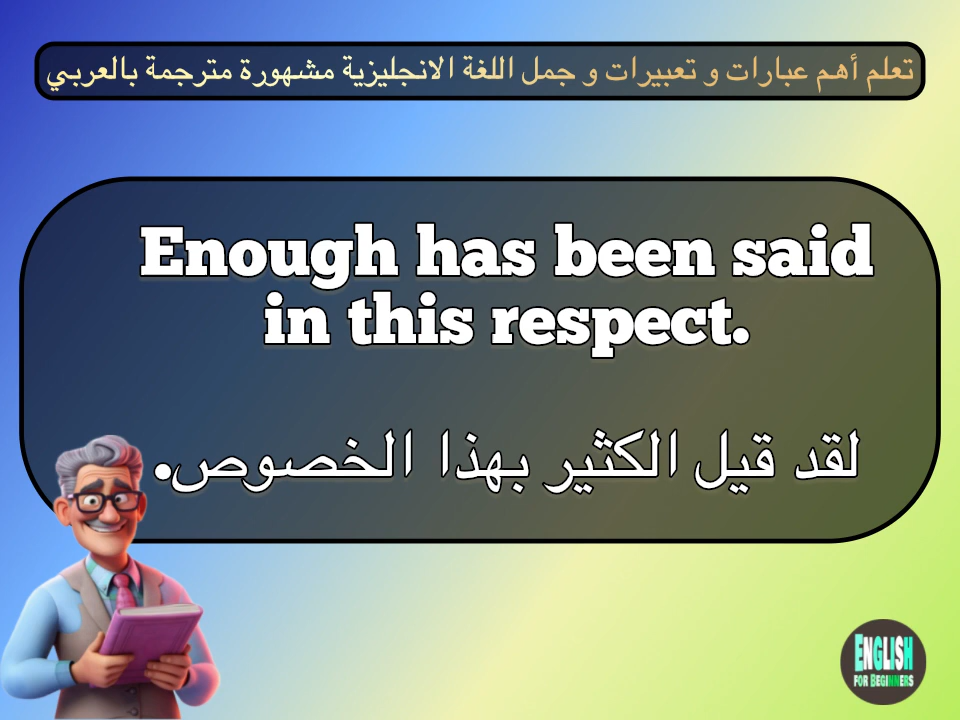 تعلم أهم عبارات و تعبيرات و جمل اللغة الانجليزية مشهورة مترجمة بالعربي
Enough has been said
in this respect.
لقد قيل الكثير بهذا الخصوص.
ENGLISH
FOR BEGINNERS